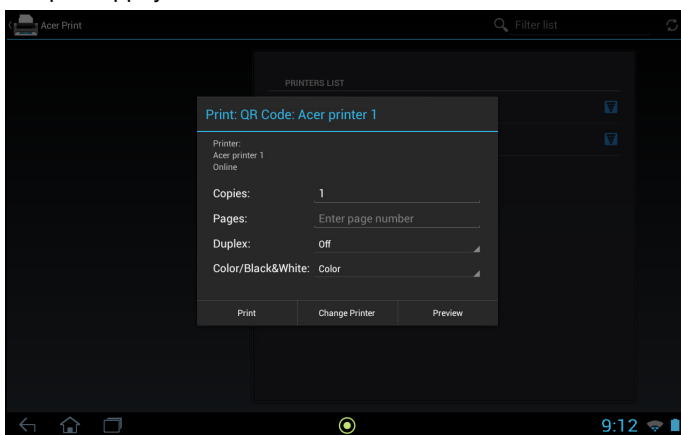 Acer Print
Filter list
PRINTERS LIST
Print: QR Code: Acer printer 1
Printer:
Acer printer 1
Online
Copies: 1
Pages: Enter page number
Duplex: Off
Color/Black&White: Color
Print Change Printer Preview
9:12